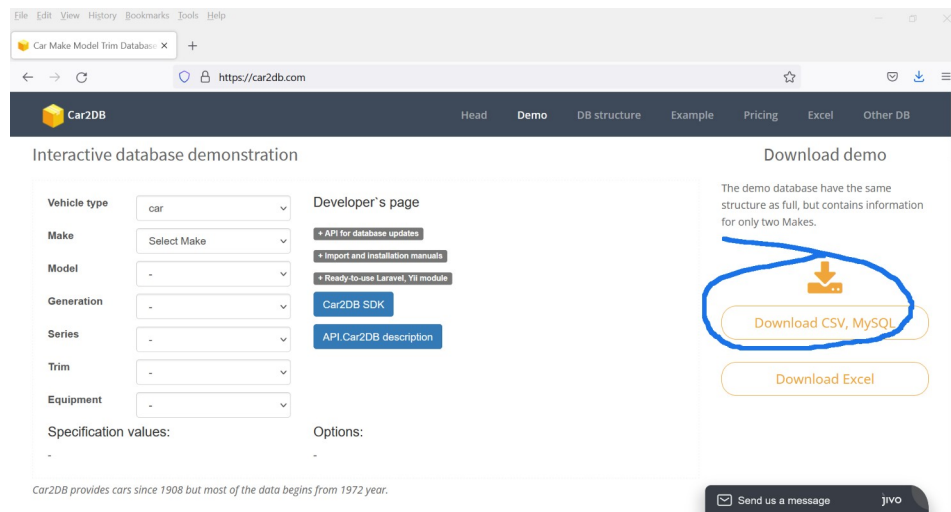 File Edit View History Bookmarks Tools Help
Car Make Model Trim Database
https://car2db.com
Car2DB Head Demo DB structure Example Pricing Excel Other DB
Interactive database demonstration
Vehicle type
car
Make
Select Make
Model
-
Generation
-
Series
-
Trim
-
Equipment
-
Specification values:
-
Developer`s page
+ API for database updates
+ Import and installation manuals
+ Ready-to-use Laravel, Yii module
Car2DB SDK
API.Car2DB description
Options:
-
Car2DB provides cars since 1908 but most of the data begins from 1972 year.
Download demo
The demo database have the same
structure as full, but contains information
for only two Makes.
Download CSV, MySQL
Download Excel
Send us a message jivo